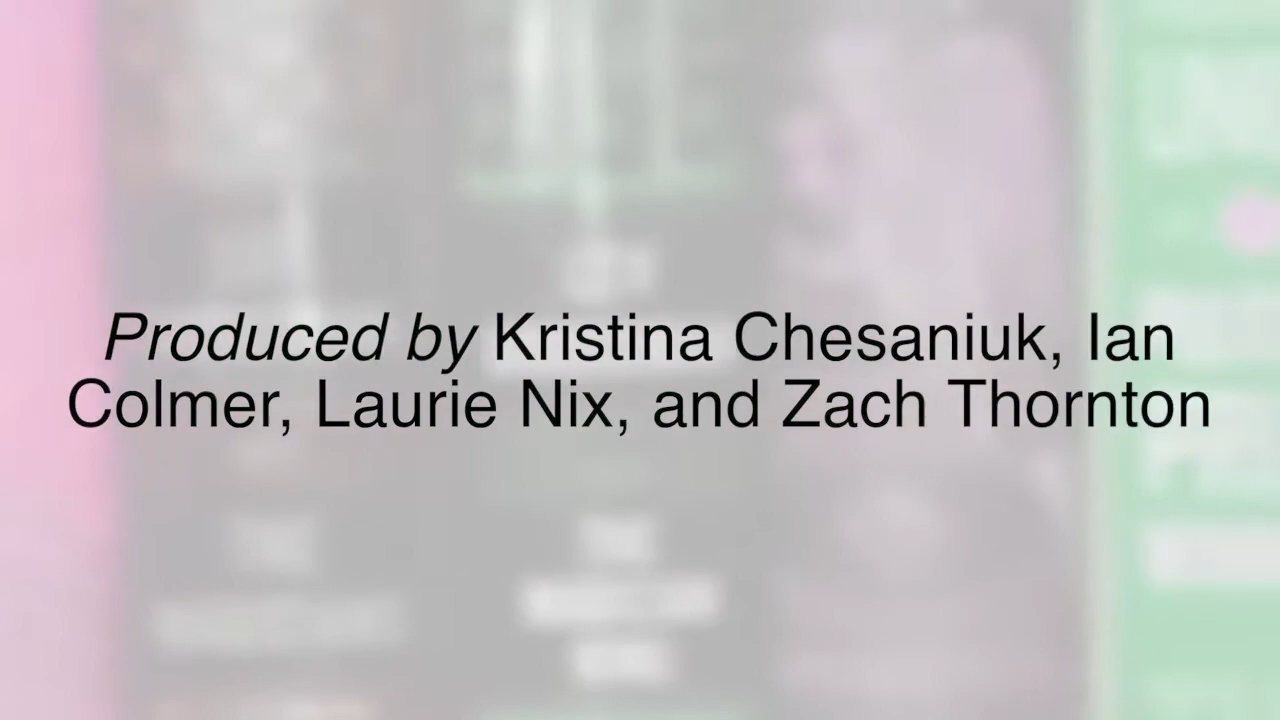 Produced by Kristina Chesaniuk, Ian
Colmer, Laurie Nix, and Zach Thornton